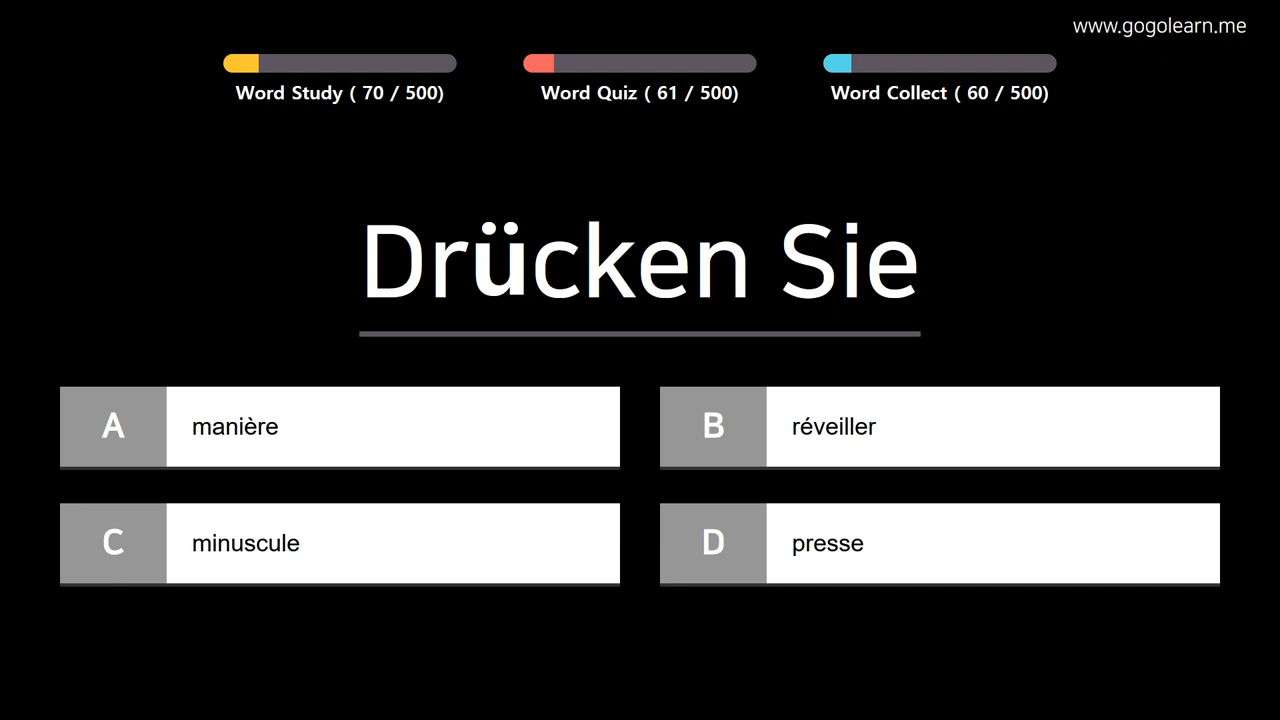 www.gogolearn.me
Word Study ( 70 / 500)
Word Quiz ( 61 / 500)
Word Collect ( 60 / 500)
Drücken Sie
A manière
B réveiller
C minuscule
D presse